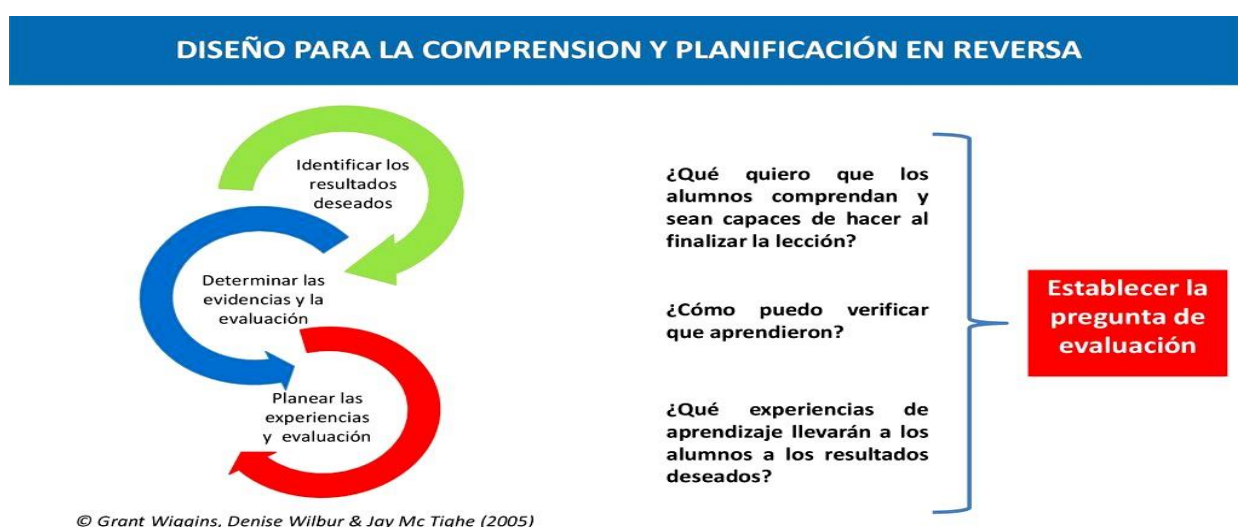 DISEÑO PARA LA COMPRENSION Y PLANIFICACIÓN EN REVERSA
Identificar los
resultados
deseados
¿Qué quiero que los
alumnos comprendan y
sean capaces de hacer al
finalizar la lección?
Determinar las
evidencias y la
evaluación
¿Cómo puedo verificar
que aprendieron?
Planear las
experiencias
y evaluación
¿Qué experiencias de
aprendizaje llevarán a los
alumnos a los resultados
deseados?
Establecer la
pregunta de
evaluación
© Grant Wiggins, Denise Wilbur & Jay Mc Tighe (2005)